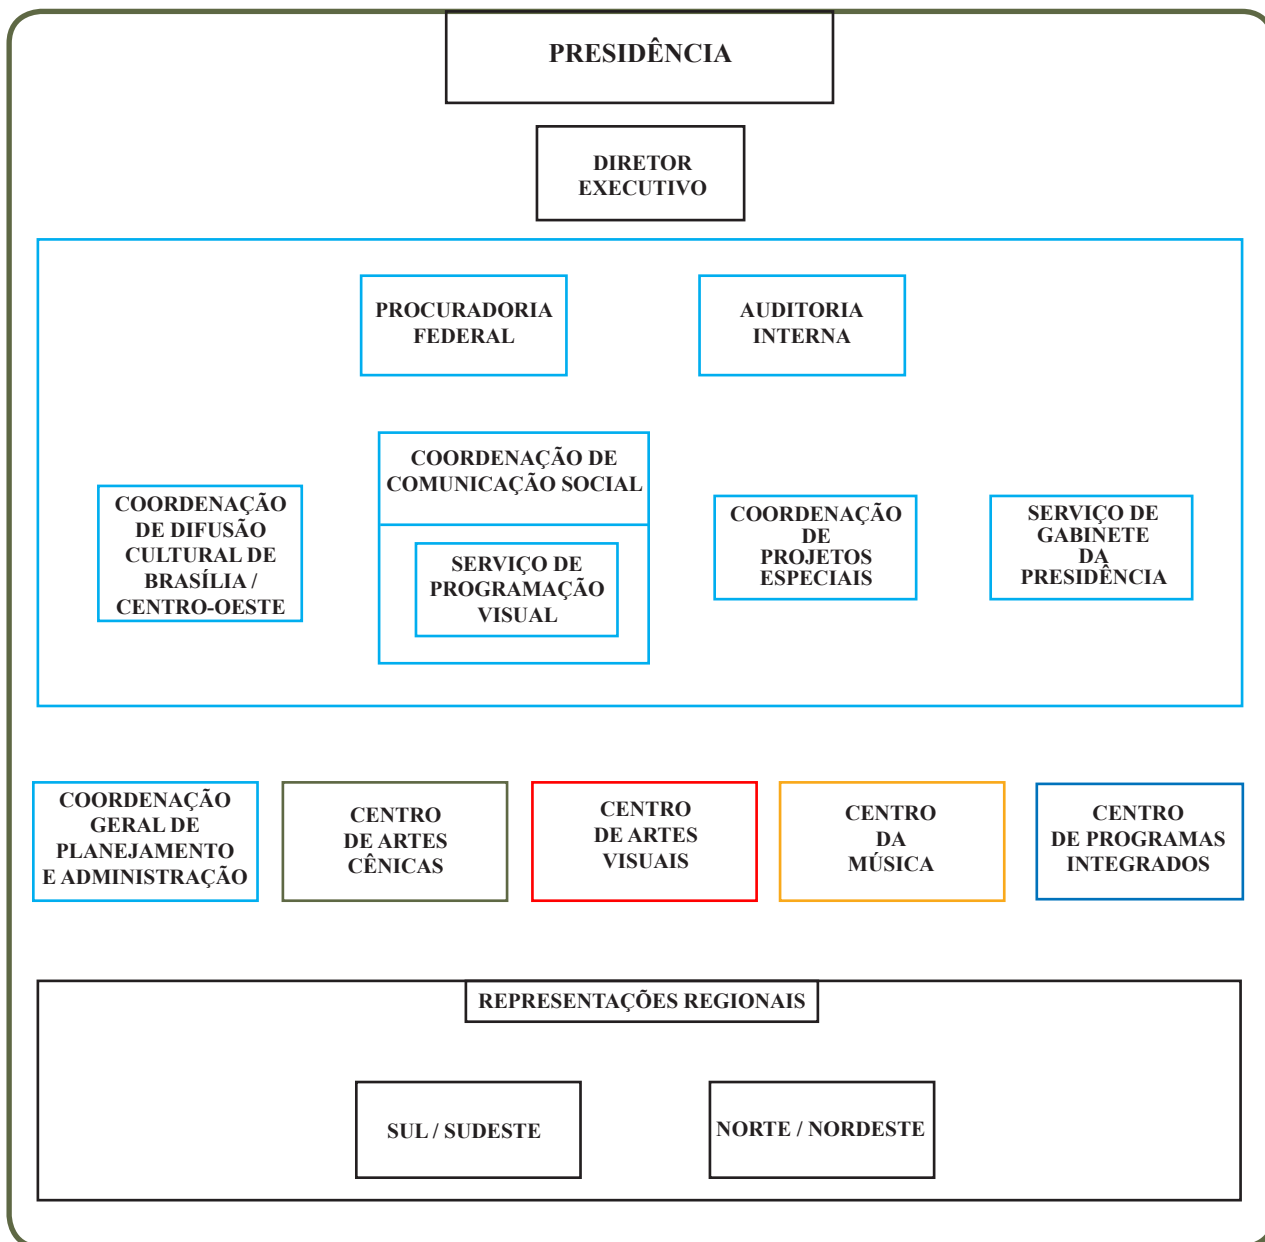 PRESIDÊNCIA
DIRETOR
EXECUTIVO
PROCURADORIA
FEDERAL
AUDITORIA
INTERNA
COORDENAÇÃO
DE DIFUSÃO
CULTURAL DE
BRASÍLIA /
CENTRO-OESTE
COORDENAÇÃO DE
COMUNICAÇÃO SOCIAL
SERVIÇO DE
PROGRAMAÇÃO
VISUAL
COORDENAÇÃO
DE
PROJETOS
ESPECIAIS
SERVIÇO DE
GABINETE
DA
PRESIDÊNCIA
COORDENAÇÃO
GERAL DE
PLANEJAMENTO
E ADMINISTRAÇÃO
CENTRO
DE ARTES
CÊNICAS
CENTRO
DE ARTES
VISUAIS
CENTRO
DA
MÚSICA
CENTRO
DE PROGRAMAS
INTEGRADOS
REPRESENTAÇÕES REGIONAIS
SUL / SUDESTE
NORTE / NORDESTE